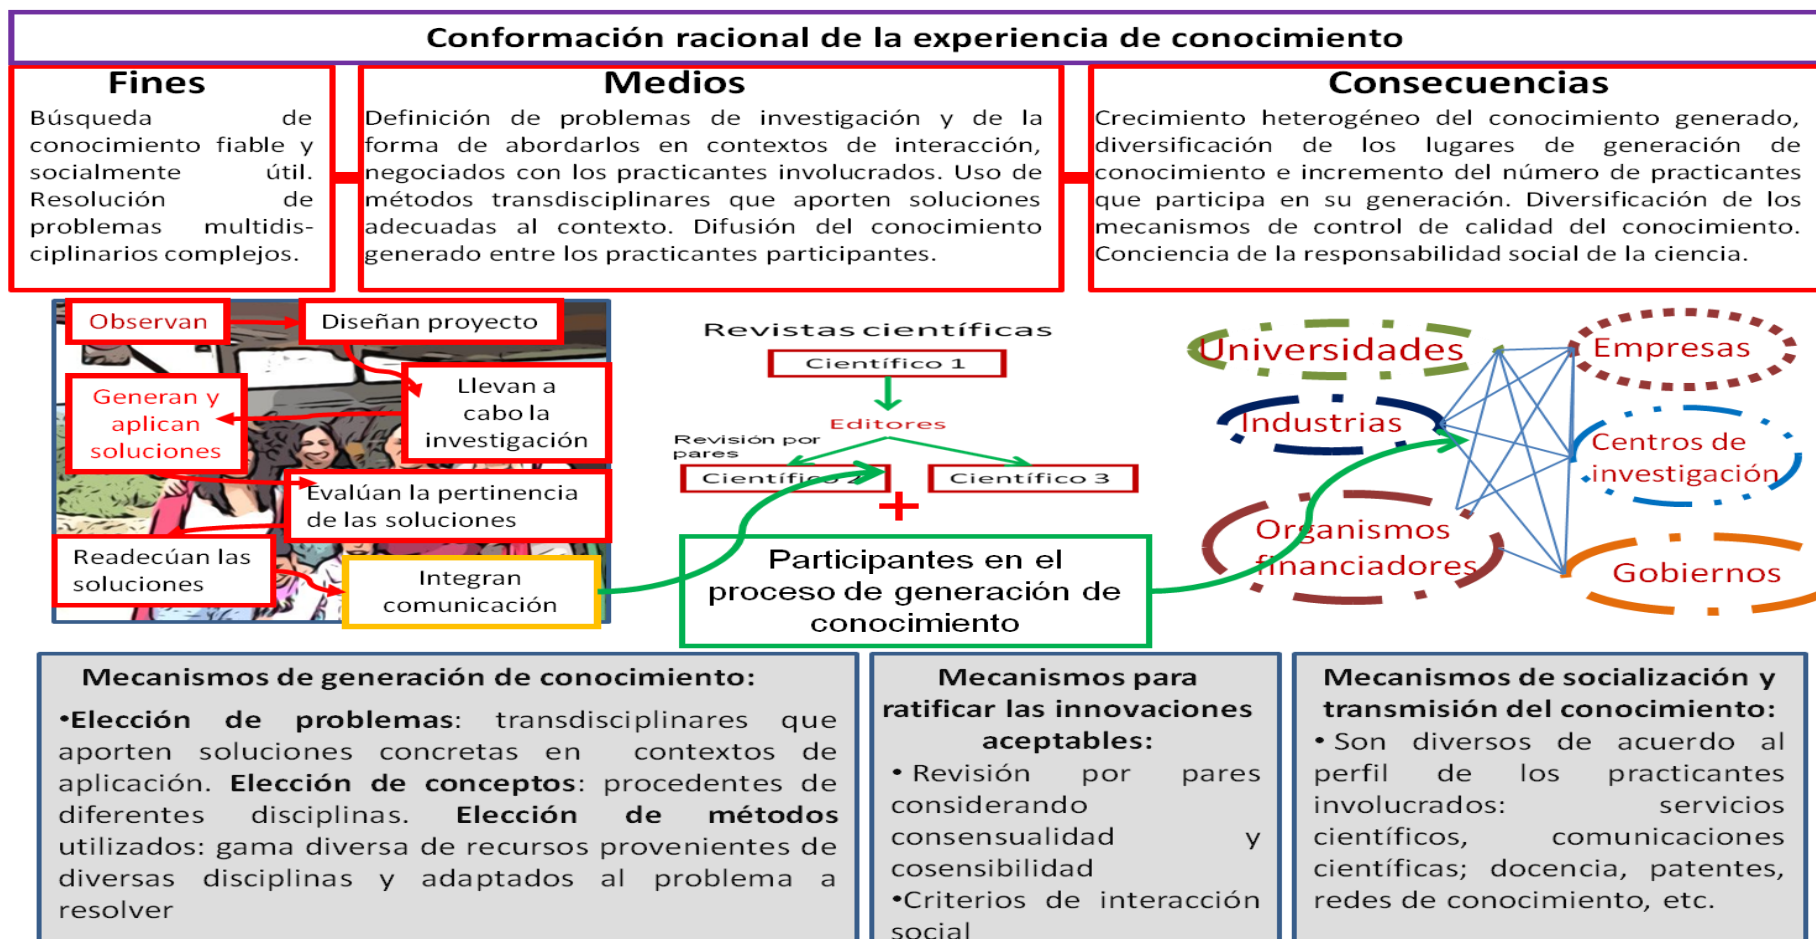 Conformación racional de la experiencia de conocimiento
Fines
Búsqueda de
conocimiento fiable y
socialmente útil.
Resolución de
problemas multidis-
ciplinarios complejos.
Medios
Definición de problemas de investigación y de la
forma de abordarlos en contextos de interacción,
negociados con los practicantes involucrados. Uso de
métodos transdisciplinares que aporten soluciones
adecuadas al contexto. Difusión del conocimiento
generado entre los practicantes participantes.
Consecuencias
Crecimiento heterogéneo del conocimiento generado,
diversificación de los lugares de generación de
conocimiento e incremento del número de practicantes
que participa en su generación. Diversificación de los
mecanismos de control de calidad del conocimiento.
Conciencia de la responsabilidad social de la ciencia.
Observan
Diseñan proyecto
Llevan a
cabo la
investigación
Generan y
aplican
soluciones
Evalúan la pertinencia
de las soluciones
Readecúan las
soluciones
Integran
comunicación
Revistas científicas
Científico 1
Editores
Revisión por
pares
Científico 2
Científico 3
+
Participantes en el
proceso de generación de
conocimiento
Universidades
Empresas
Industrias
Centros de
investigación
Organismos
financiadores
Gobiernos
Mecanismos de generación de conocimiento:
•Elección de problemas: transdisciplinares que
aporten soluciones concretas en contextos de
aplicación. Elección de conceptos: procedentes de
diferentes disciplinas. Elección de métodos
utilizados: gama diversa de recursos provenientes de
diversas disciplinas y adaptados al problema a
resolver
Mecanismos para
ratificar las innovaciones
aceptables:
• Revisión por pares
considerando
consensualidad y
cosensibilidad
•Criterios de interacción
social
Mecanismos de socialización y
transmisión del conocimiento:
• Son diversos de acuerdo al
perfil de los practicantes
involucrados: servicios
científicos, comunicaciones
científicas; docencia, patentes,
redes de conocimiento, etc.